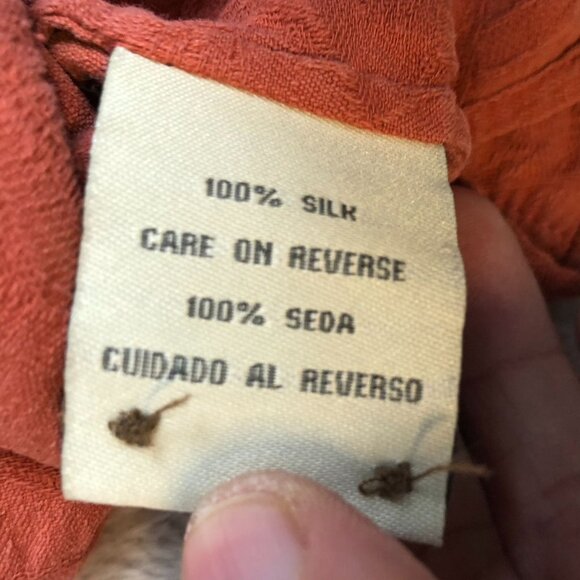 100% SILK
CARE ON REVERSE
100% SEDA
CUIDADO AL REVERSO